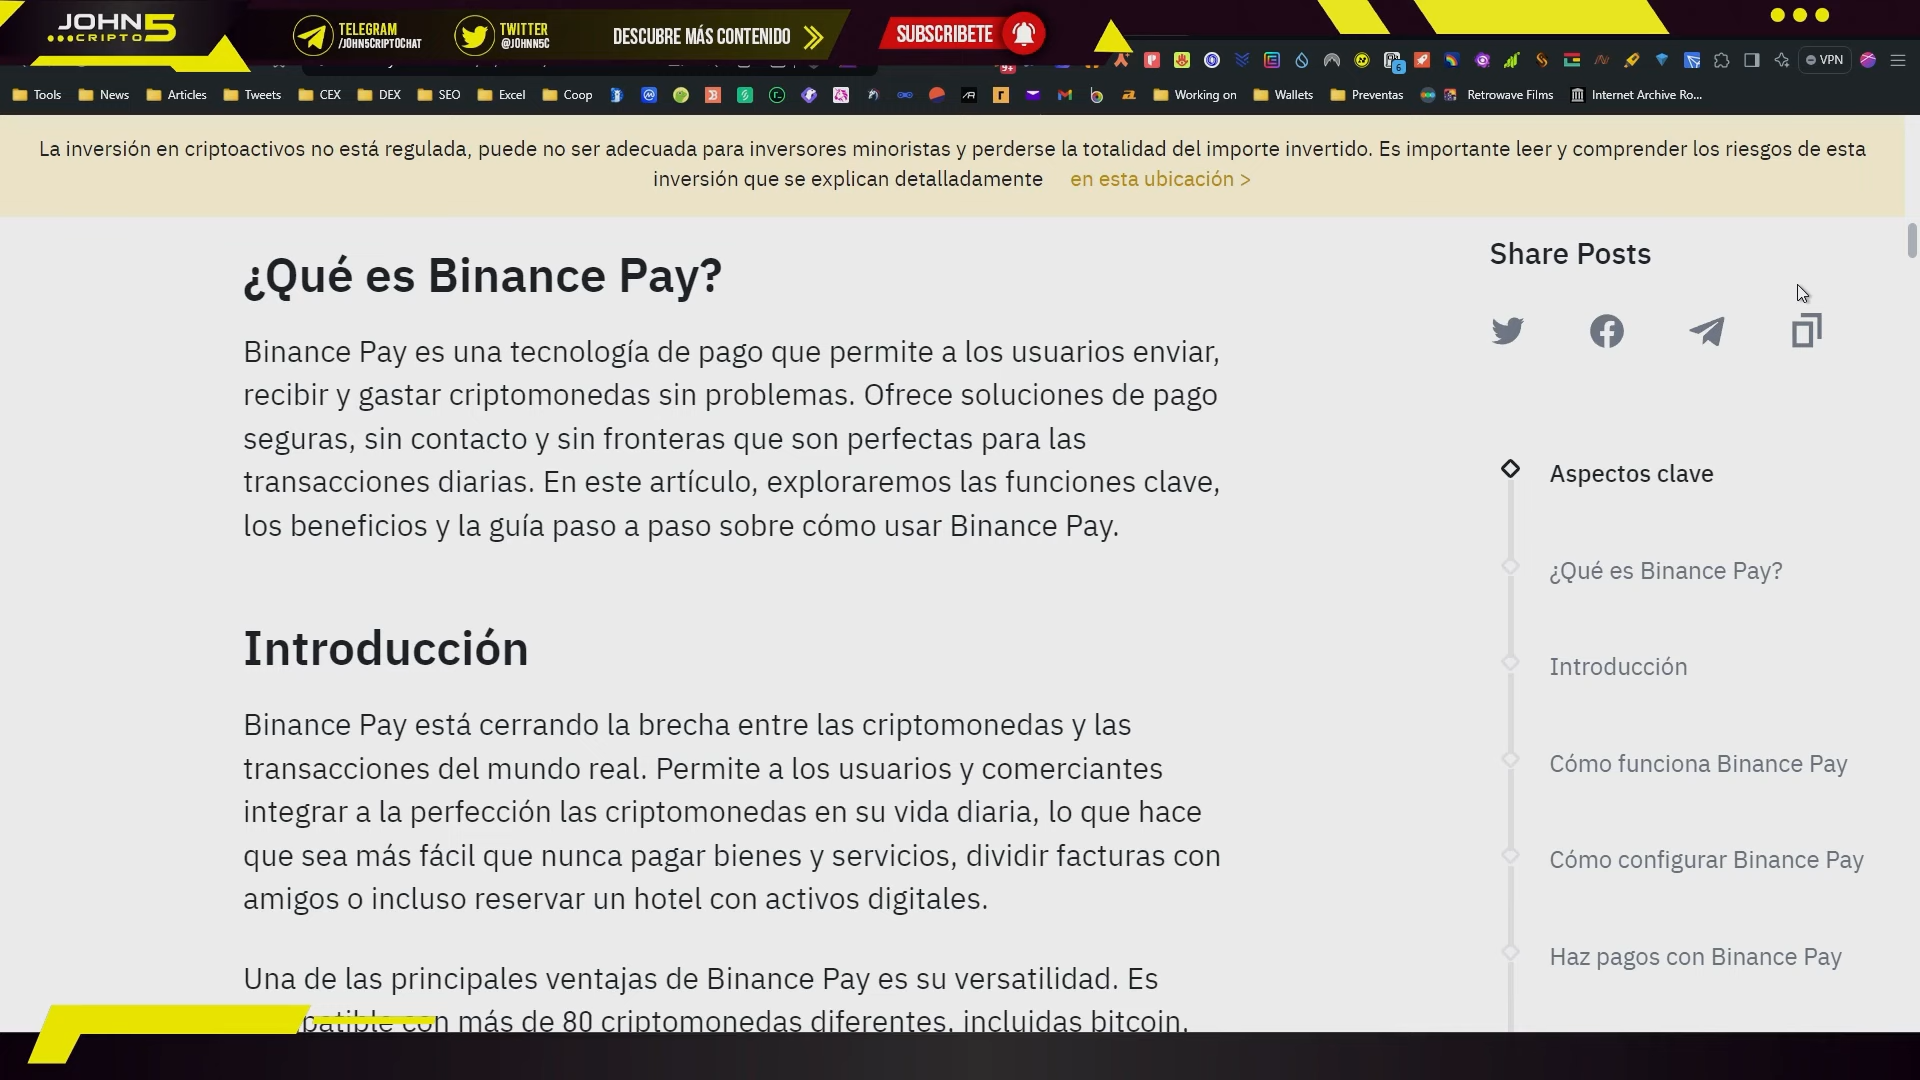 JOHN 5
CRIPTO
TELEGRAM
/JOHN5CRIPTOCHAT
TWITTER
@J0HNN5C
DESCUBRE MÁS CONTENIDO
SUBSCRIBETE
VPN
Tools
News
Articles
Tweets
CEX
DEX
SEO
Excel
Coop
Working on
Wallets
Preventas
Retrowave Films
Internet Archive Ro...
La inversión en criptoactivos no está regulada, puede no ser adecuada para inversores minoristas y perderse la totalidad del importe invertido. Es importante leer y comprender los riesgos de esta
inversión que se explican detalladamente en esta ubicación >
¿Qué es Binance Pay?
Binance Pay es una tecnología de pago que permite a los usuarios enviar,
recibir y gastar criptomonedas sin problemas. Ofrece soluciones de pago
seguras, sin contacto y sin fronteras que son perfectas para las
transacciones diarias. En este artículo, exploraremos las funciones clave,
los beneficios y la guía paso a paso sobre cómo usar Binance Pay.
Introducción
Binance Pay está cerrando la brecha entre las criptomonedas y las
transacciones del mundo real. Permite a los usuarios y comerciantes
integrar a la perfección las criptomonedas en su vida diaria, lo que hace
que sea más fácil que nunca pagar bienes y servicios, dividir facturas con
amigos o incluso reservar un hotel con activos digitales.
Una de las principales ventajas de Binance Pay es su versatilidad. Es
con más de 80 criptomonedas diferentes, incluidas bitcoin,
Share Posts
Aspectos clave
¿Qué es Binance Pay?
Introducción
Cómo funciona Binance Pay
Cómo configurar Binance Pay
Haz pagos con Binance Pay